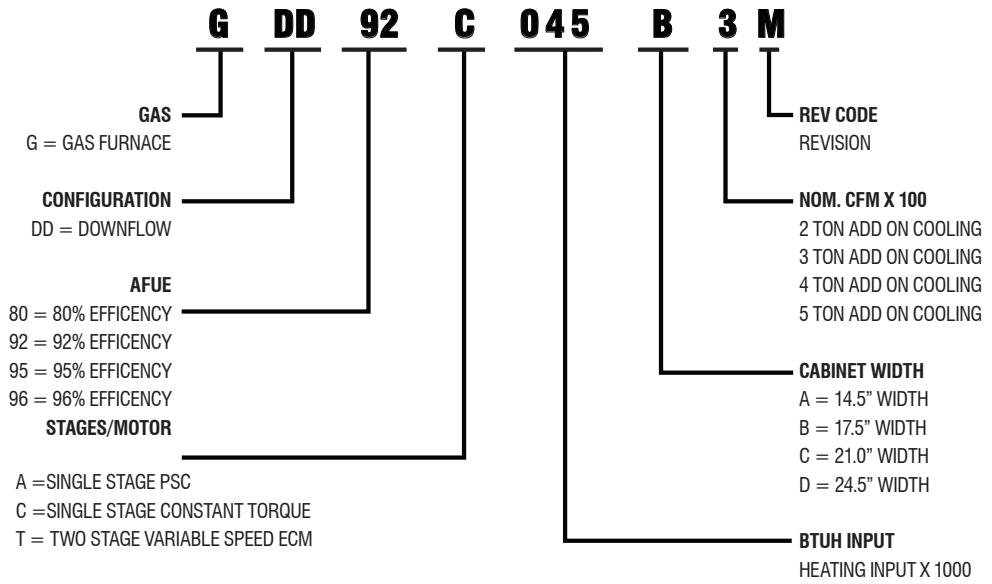 G DD 92 C 045 B 3 M
GAS
G = GAS FURNACE
CONFIGURATION
DD = DOWNFLOW
AFUE
80 = 80% EFFICENCY
92 = 92% EFFICENCY
95 = 95% EFFICENCY
96 = 96% EFFICENCY
STAGES/MOTOR
A =SINGLE STAGE PSC
C =SINGLE STAGE CONSTANT TORQUE
T = TWO STAGE VARIABLE SPEED ECM
REV CODE
REVISION
NOM. CFM X 100
2 TON ADD ON COOLING
3 TON ADD ON COOLING
4 TON ADD ON COOLING
5 TON ADD ON COOLING
CABINET WIDTH
A = 14.5” WIDTH
B = 17.5” WIDTH
C = 21.0” WIDTH
D = 24.5” WIDTH
BTUH INPUT
HEATING INPUT X 1000